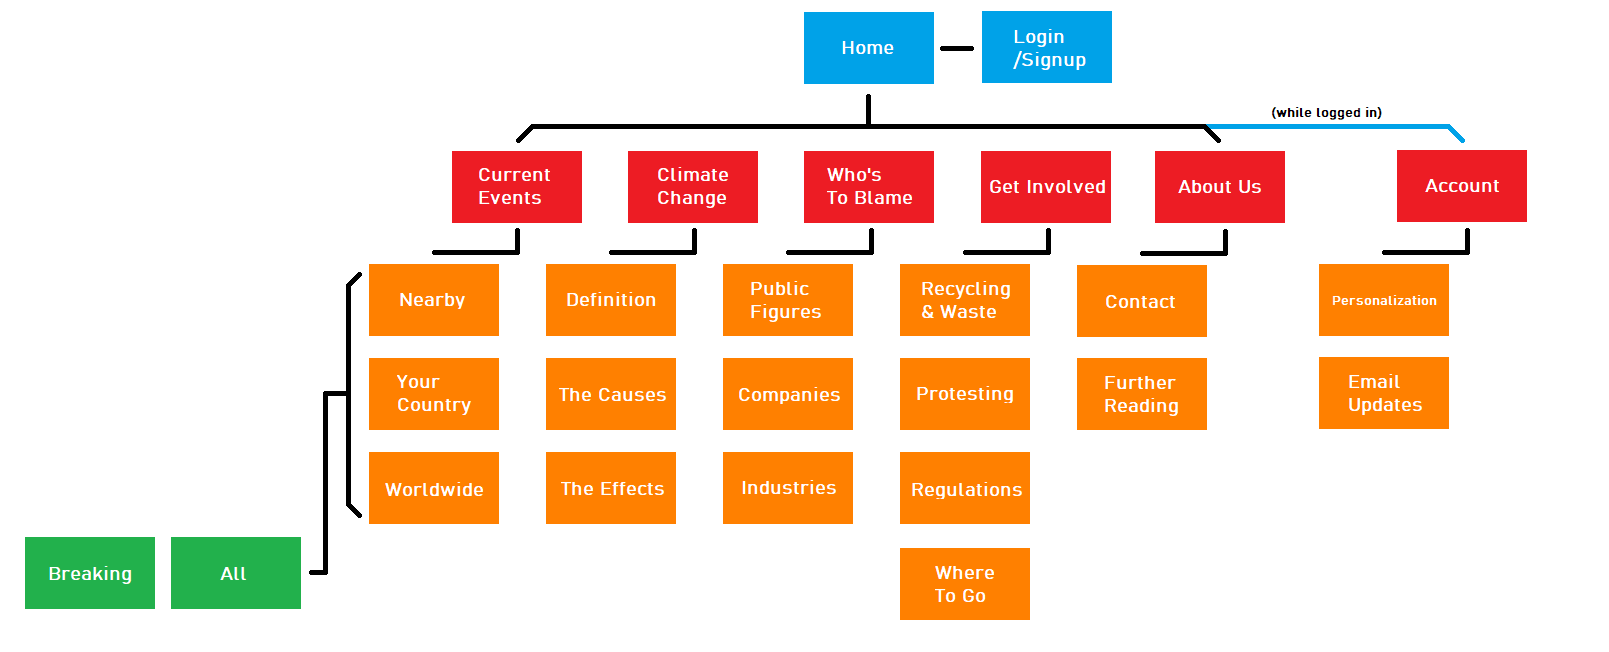 Home
Login
/Signup
(while logged in)
Current
Events
Climate
Change
Who's
To Blame
Get Involved
About Us
Account
Nearby
Definition
Public
Figures
Recycling
& Waste
Contact
Personalization
Your
Country
The Causes
Companies
Protesting
Further
Reading
Email
Updates
Worldwide
The Effects
Industries
Regulations
Breaking
All
Where
To Go